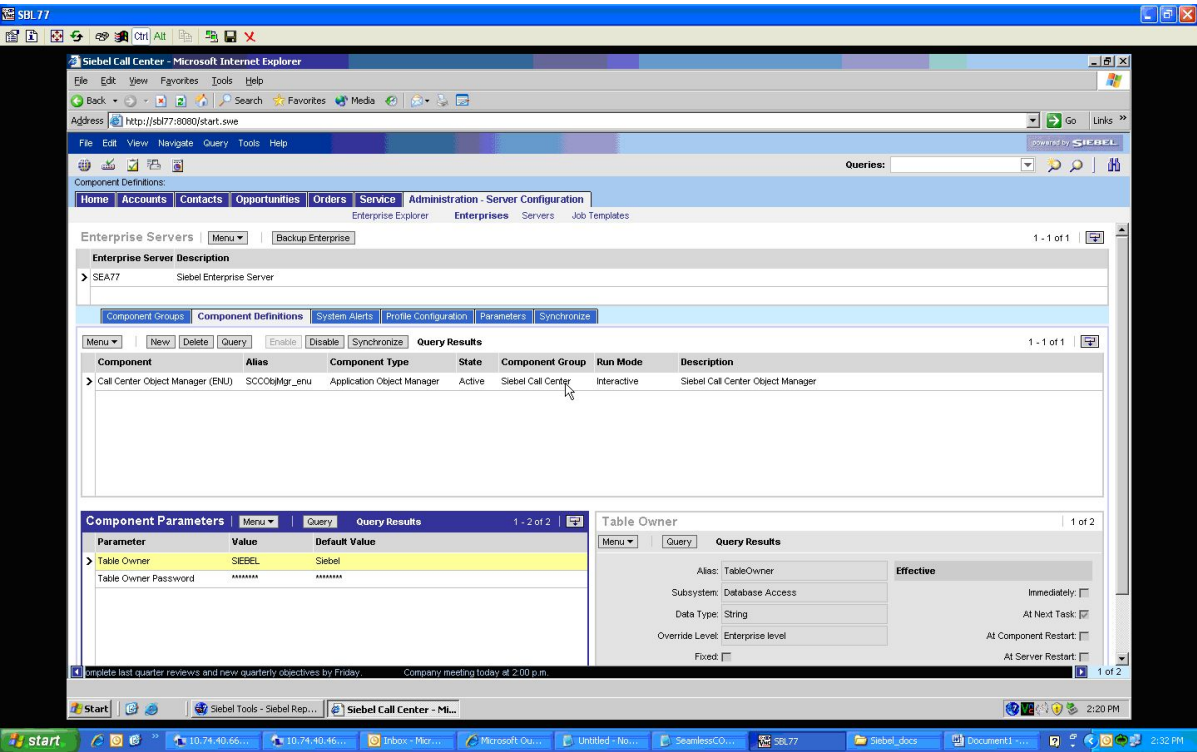 SBL77
Ctrl Alt
Siebel Call Center - Microsoft Internet Explorer
File Edit View Favorites Tools Help
Back Search Favorites Media
Address http://sbl77:8080/start.swe Go Links »
File Edit View Navigate Query Tools Help powered by SIEBEL
Queries:
Component Definitions:
Home Accounts Contacts Opportunities Orders Service Administration - Server Configuration
Enterprise Explorer Enterprises Servers Job Templates
Enterprise Servers Menu Backup Enterprise 1 - 1 of 1
Enterprise Server Description
SEA77 Siebel Enterprise Server
Component Groups Component Definitions System Alerts Profile Configuration Parameters Synchronize
Menu New Delete Query Enable Disable Synchronize Query Results 1 - 1 of 1
Component Alias Component Type State Component Group Run Mode Description
Call Center Object Manager (ENU) SCCObjMgr_enu Application Object Manager Active Siebel Call Center Interactive Siebel Call Center Object Manager
Component Parameters Menu Query Query Results 1 - 2 of 2
Parameter Value Default Value
Table Owner SIEBEL Siebel
Table Owner Password ******** ********
Table Owner 1 of 2
Menu Query Query Results
Alias: TableOwner Effective
Subsystem: Database Access Immediately:
Data Type: String At Next Task:
Override Level: Enterprise level At Component Restart:
Fixed: At Server Restart:
omplete last quarter reviews and new quarterly objectives by Friday. Company meeting today at 2:00 p.m. 1 of 2
Start Siebel Tools - Siebel Rep... Siebel Call Center - Mi... 2:20 PM
start » 10.74.40.66... 10.74.40.46... Inbox - Micr... Microsoft Ou... Untitled - No... SeamlessCO... SBL77 Siebel_docs Document1 -... 2:32 PM